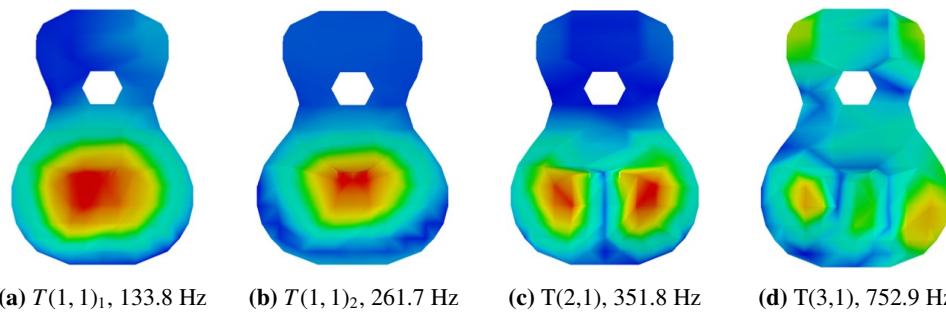 (a) T(1, 1)₁, 133.8 Hz (b) T(1, 1)₂, 261.7 Hz (c) T(2,1), 351.8 Hz (d) T(3,1), 752.9 Hz